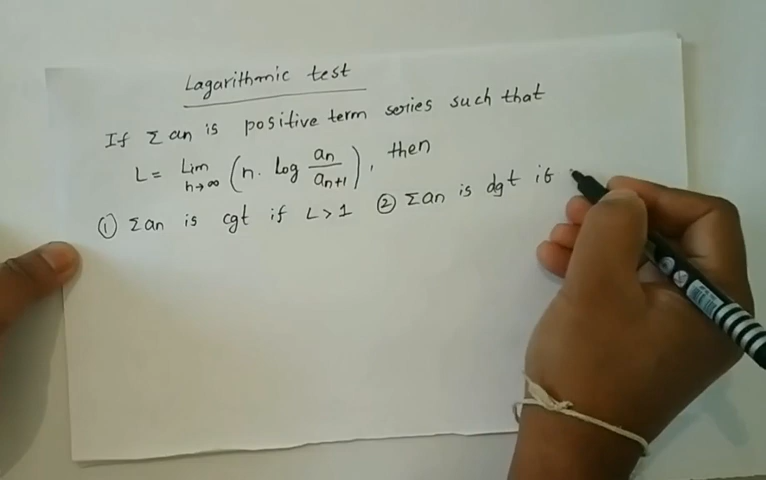 Lagarithmic test
If Σ an is positive term series such that
L = Lim n→∞ (n. Log an/an+1), then
① Σan is cgt if L > 1 ② Σan is dgt if